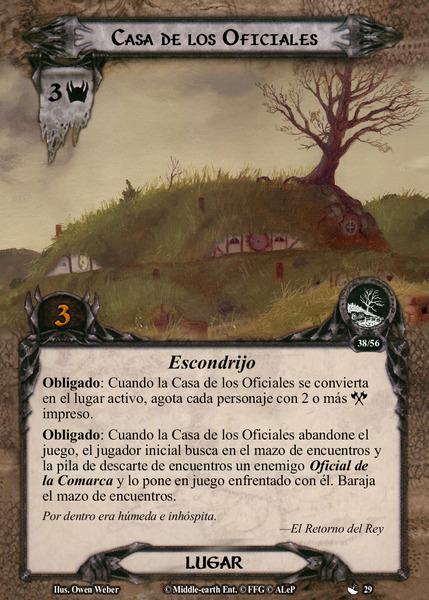 Casa de los Oficiales
3
3
38/56
Escondrijo
Obligado: Cuando la Casa de los Oficiales se convierta
en el lugar activo, agota cada personaje con 2 o más
impreso.
Obligado: Cuando la Casa de los Oficiales abandone el
juego, el jugador inicial busca en el mazo de encuentros y
la pila de descarte de encuentros un enemigo Oficial de
la Comarca y lo pone en juego enfrentado con él. Baraja
el mazo de encuentros.
Por dentro era húmeda e inhóspita.
—El Retorno del Rey
LUGAR
Ilus. Owen Weber
© Middle-earth Ent. © FFG © ALeP
29